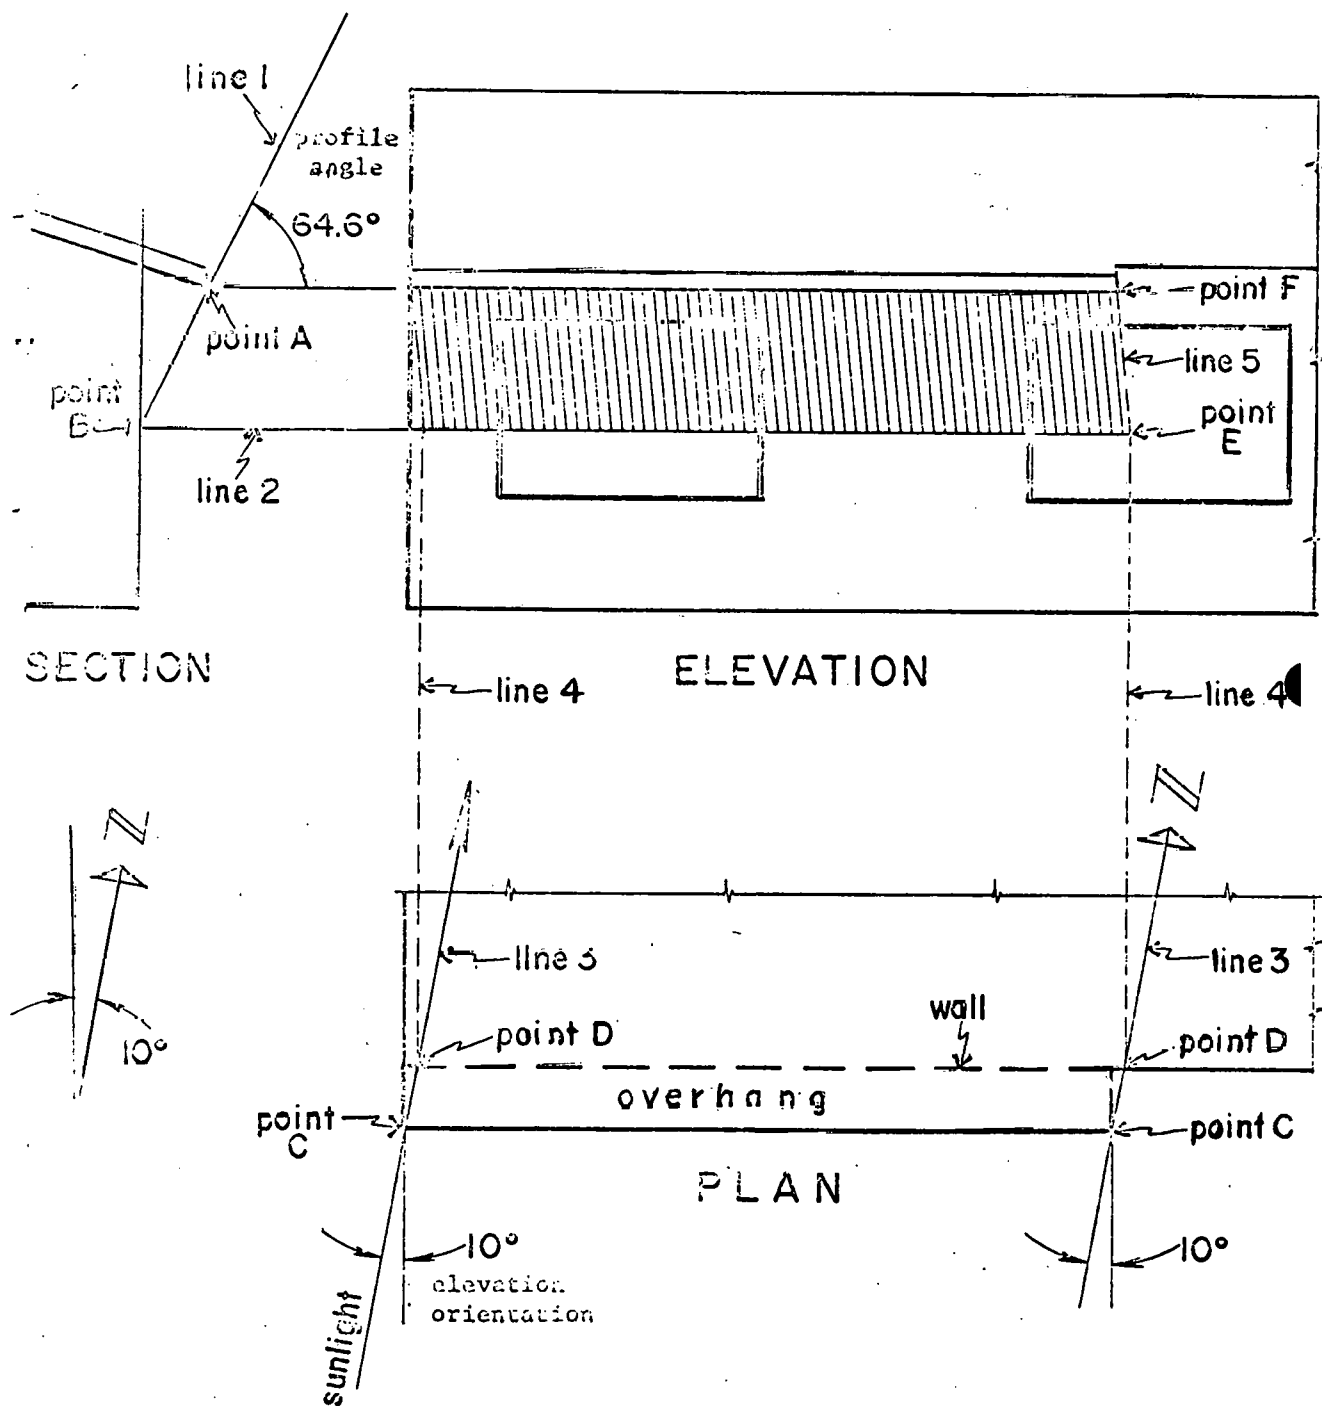 line 1
profile
angle
64.6°
point F
point A
line 5
point
B
point
E
line 2
SECTION
ELEVATION
line 4
line 4
N
N
line 3
line 3
10°
point D
wall
point D
overhang
point
C
point C
PLAN
10°
10°
elevation
orientation
sunlight